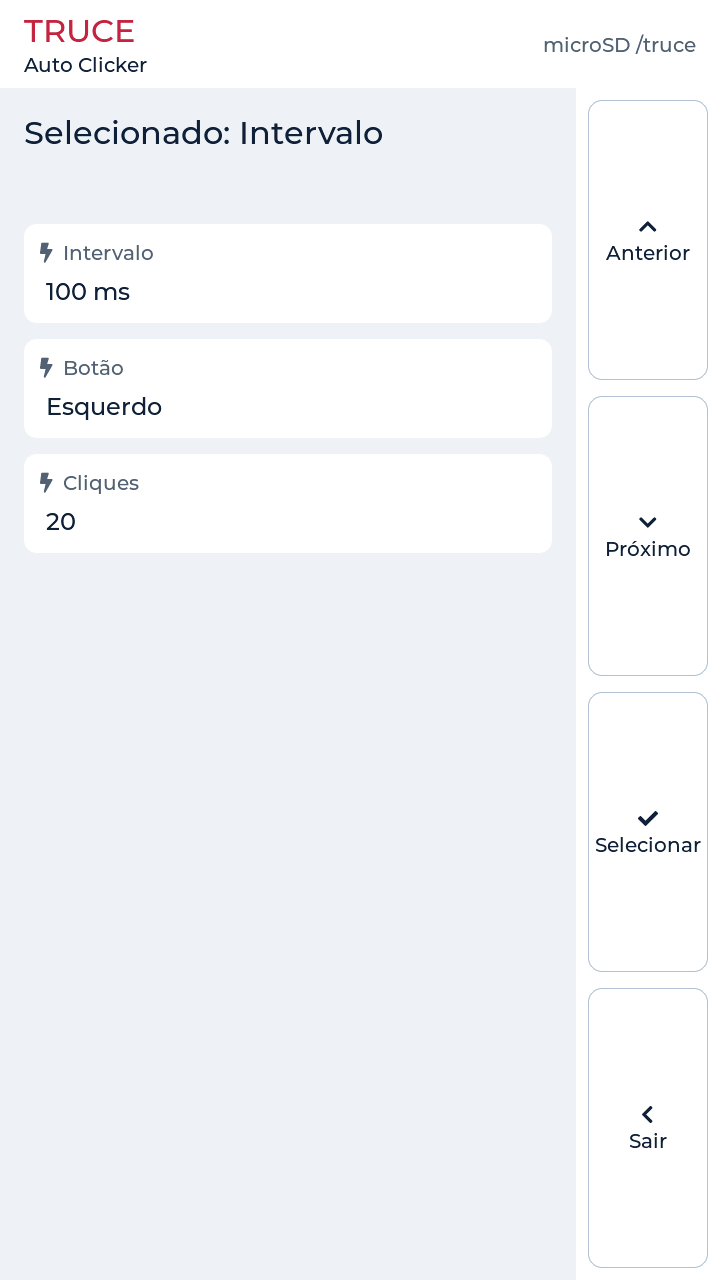 TRUCE
Auto Clicker
microSD /truce
Selecionado: Intervalo
Intervalo
100 ms
Botão
Esquerdo
Cliques
20
Anterior
Próximo
Selecionar
Sair